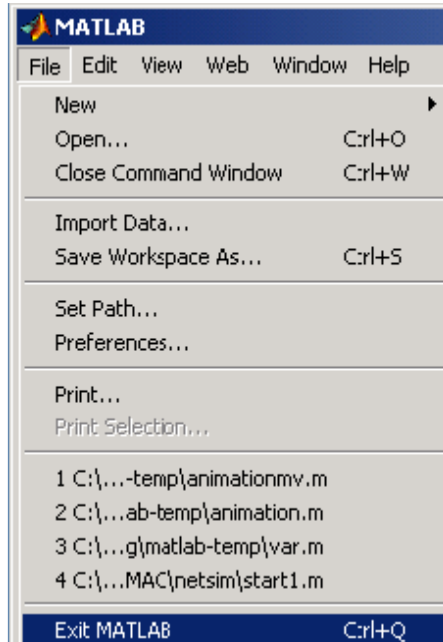 MATLAB
File Edit View Web Window Help
New
Open... Ctrl+O
Close Command Window Ctrl+W
Import Data...
Save Workspace As... Ctrl+S
Set Path...
Preferences...
Print...
Print Selection...
1 C:\...-temp\animationmv.m
2 C:\...ab-temp\animation.m
3 C:\...g\matlab-temp\var.m
4 C:\...MAC\netsim\start1.m
Exit MATLAB Ctrl+Q